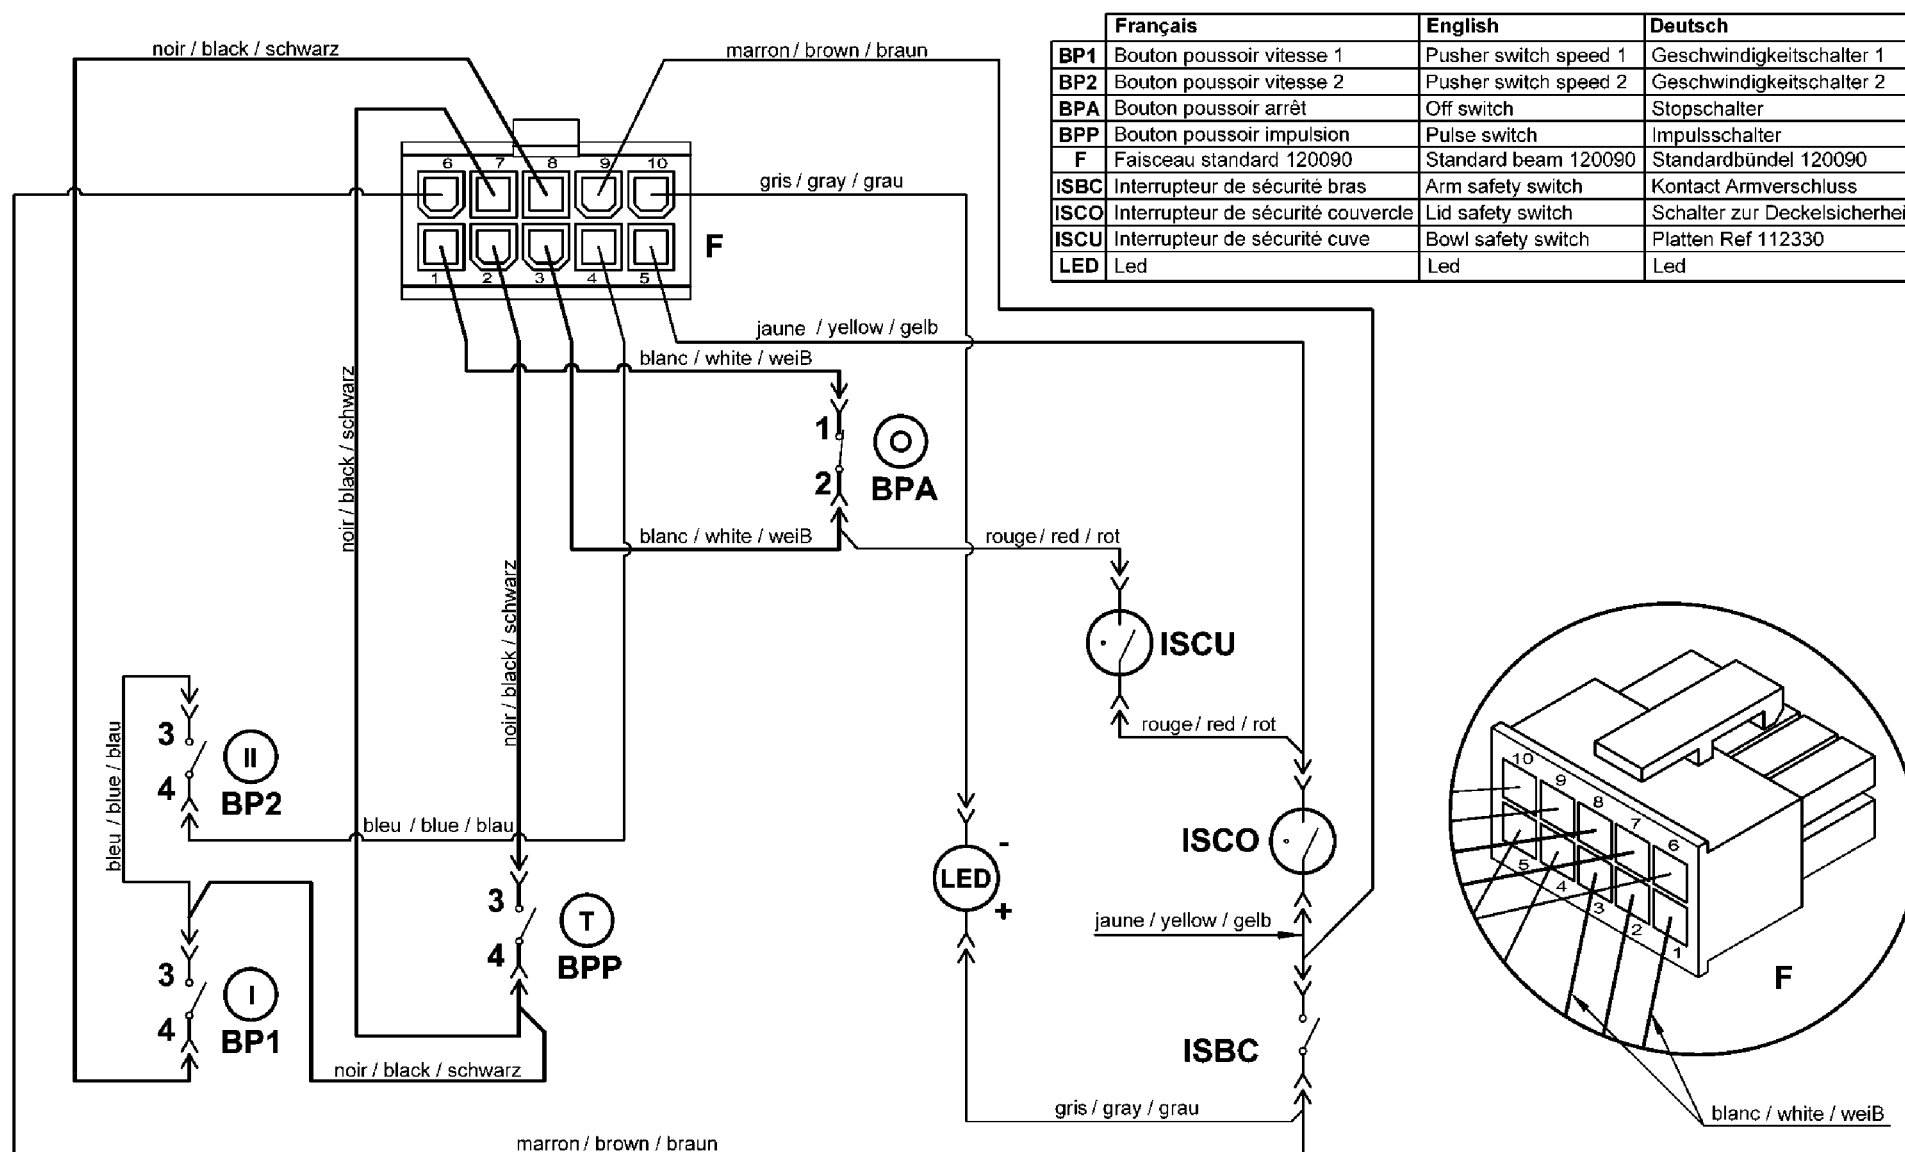 Français English Deutsch
BP1 Bouton poussoir vitesse 1 Pusher switch speed 1 Geschwindigkeitschalter 1
BP2 Bouton poussoir vitesse 2 Pusher switch speed 2 Geschwindigkeitschalter 2
BPA Bouton poussoir arrêt Off switch Stopschalter
BPP Bouton poussoir impulsion Pulse switch Impulsschalter
F Faisceau standard 120090 Standard beam 120090 Standardbündel 120090
ISBC Interrupteur de sécurité bras Arm safety switch Kontact Armverschluss
ISCO Interrupteur de sécurité couvercle Lid safety switch Schalter zur Deckelsicherhei
ISCU Interrupteur de sécurité cuve Bowl safety switch Platten Ref 112330
LED Led Led Led
noir / black / schwarz
marron / brown / braun
6 7 8 9 10
gris / gray / grau
F
1 2 3 4 5
jaune / yellow / gelb
blanc / white / weiB
noir / black / schwarz
1
2
BPA
blanc / white / weiB
rouge / red / rot
noir / black / schwarz
ISCU
rouge / red / rot
bleu / blue / blau
3
4
II
BP2
bleu / blue / blau
ISCO
-
LED
+
3
4
T
BPP
jaune / yellow / gelb
3
4
I
BP1
ISBC
noir / black / schwarz
gris / gray / grau
marron / brown / braun
10 9 8 7 6
5 4 3 2 1
F
blanc / white / weiB